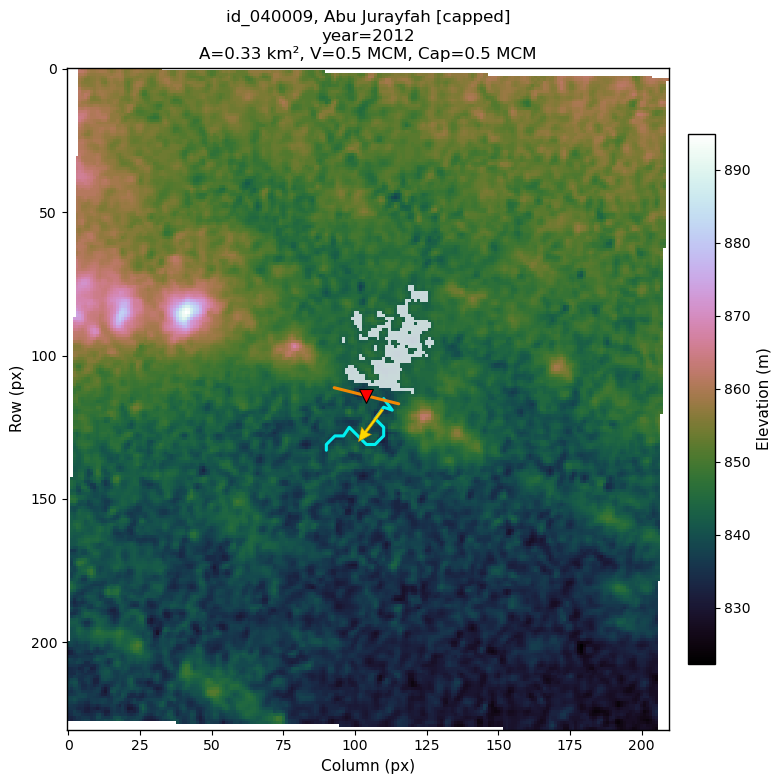 id_040009, Abu Jurayfah [capped]
year=2012
A=0.33 km², V=0.5 MCM, Cap=0.5 MCM
0
50
100
150
200
0 25 50 75 100 125 150 175 200
Row (px)
Column (px)
890
880
870
860
850
840
830
Elevation (m)